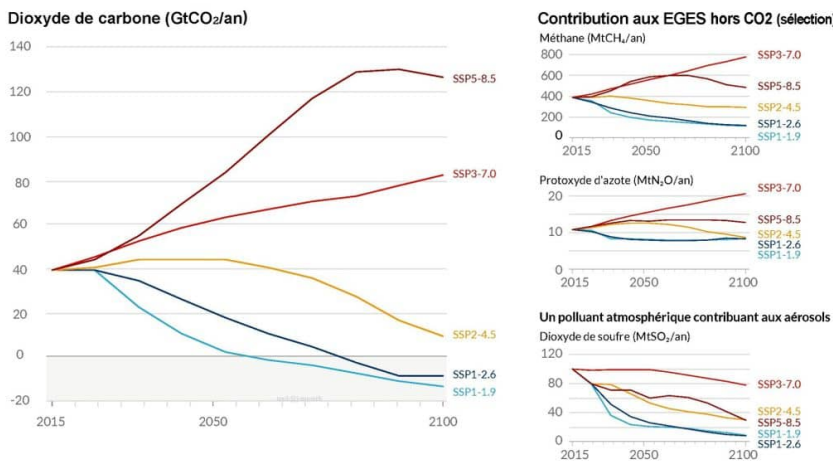 Dioxyde de carbone (GtCO₂/an)
140
120
100
80
60
40
20
0
-20
2015
2050
2100
SSP5-8.5
SSP3-7.0
SSP2-4.5
SSP1-2.6
SSP1-1.9
Contribution aux EGES hors CO2 (sélection)
Méthane (MtCH₄/an)
800
600
400
200
0
2015
2050
2100
SSP3-7.0
SSP5-8.5
SSP2-4.5
SSP1-2.6
SSP1-1.9
Protoxyde d'azote (MtN₂O/an)
20
10
0
2015
2050
2100
SSP3-7.0
SSP5-8.5
SSP2-4.5
SSP1-2.6
SSP1-1.9
Un polluant atmosphérique contribuant aux aérosols
Dioxyde de soufre (MtSO₂/an)
120
80
40
0
2015
2050
2100
SSP3-7.0
SSP2-4.5
SSP5-8.5
SSP1-1.9
SSP1-2.6